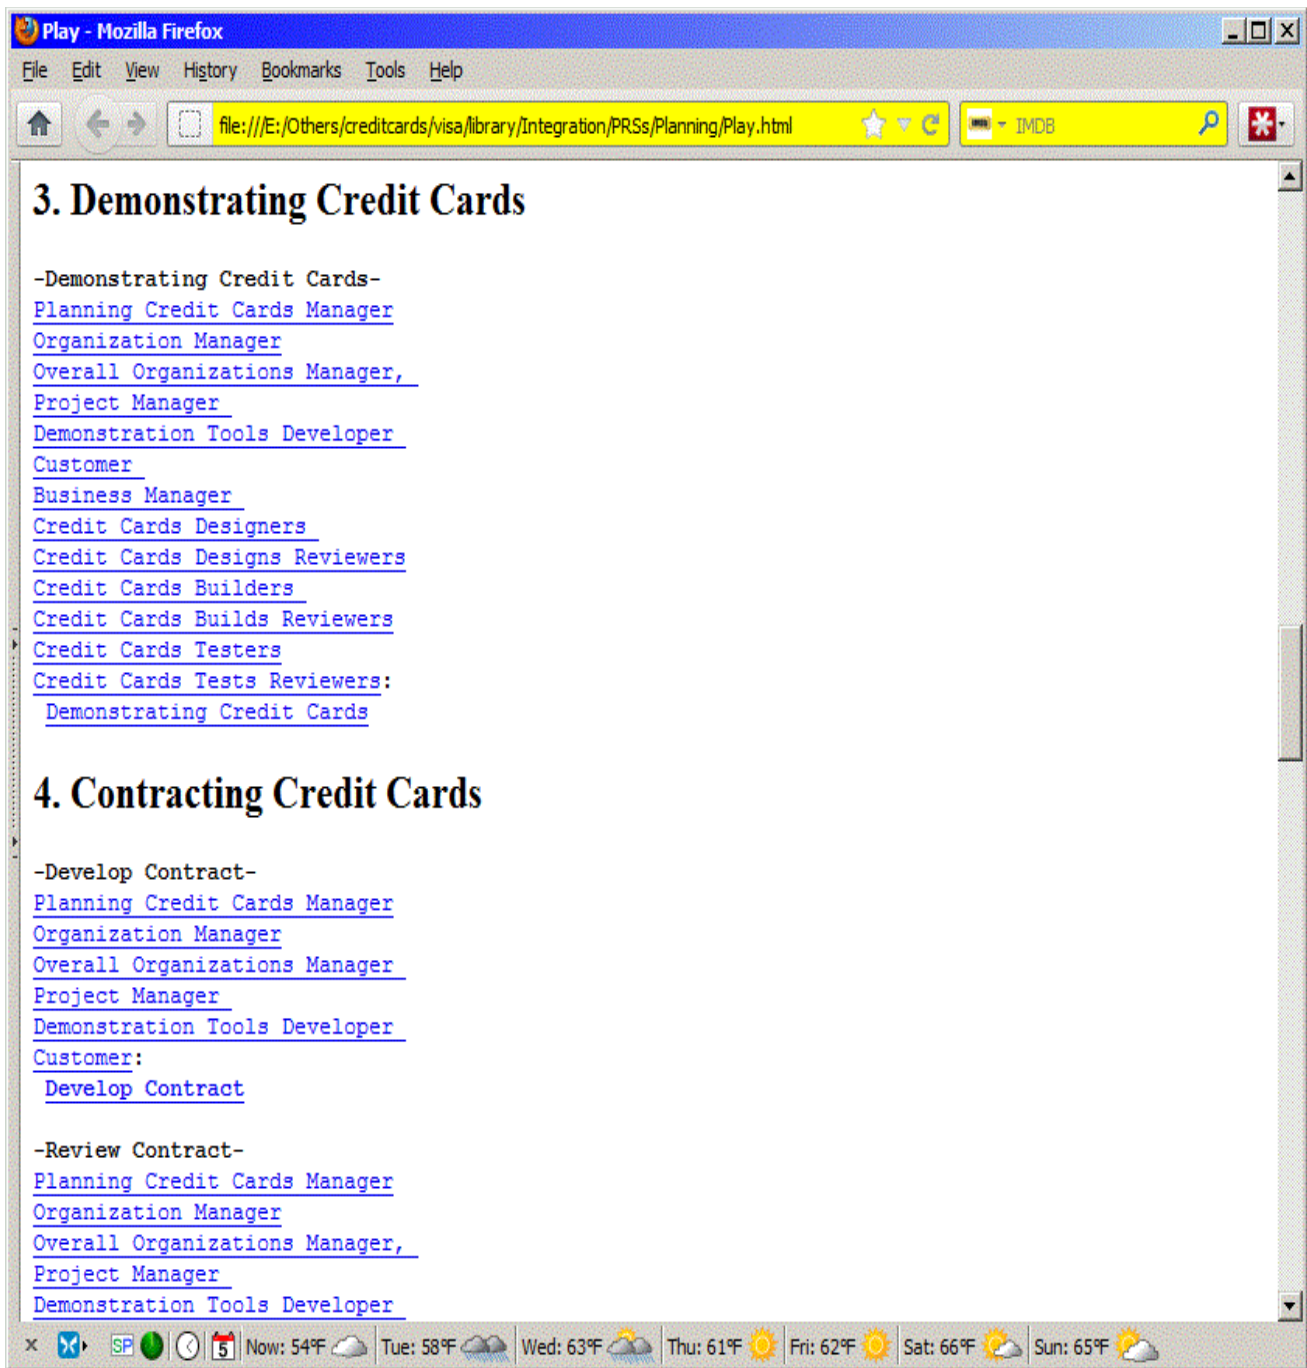 Play - Mozilla Firefox
File Edit View History Bookmarks Tools Help
file:///E:/Others/creditcards/visa/library/Integration/PRSs/Planning/Play.html IMDB
3. Demonstrating Credit Cards
-Demonstrating Credit Cards-
Planning Credit Cards Manager
Organization Manager
Overall Organizations Manager,
Project Manager
Demonstration Tools Developer
Customer
Business Manager
Credit Cards Designers
Credit Cards Designs Reviewers
Credit Cards Builders
Credit Cards Builds Reviewers
Credit Cards Testers
Credit Cards Tests Reviewers:
Demonstrating Credit Cards
4. Contracting Credit Cards
-Develop Contract-
Planning Credit Cards Manager
Organization Manager
Overall Organizations Manager
Project Manager
Demonstration Tools Developer
Customer:
Develop Contract
-Review Contract-
Planning Credit Cards Manager
Organization Manager
Overall Organizations Manager,
Project Manager
Demonstration Tools Developer
SP 5 Now: 54°F Tue: 58°F Wed: 63°F Thu: 61°F Fri: 62°F Sat: 66°F Sun: 65°F